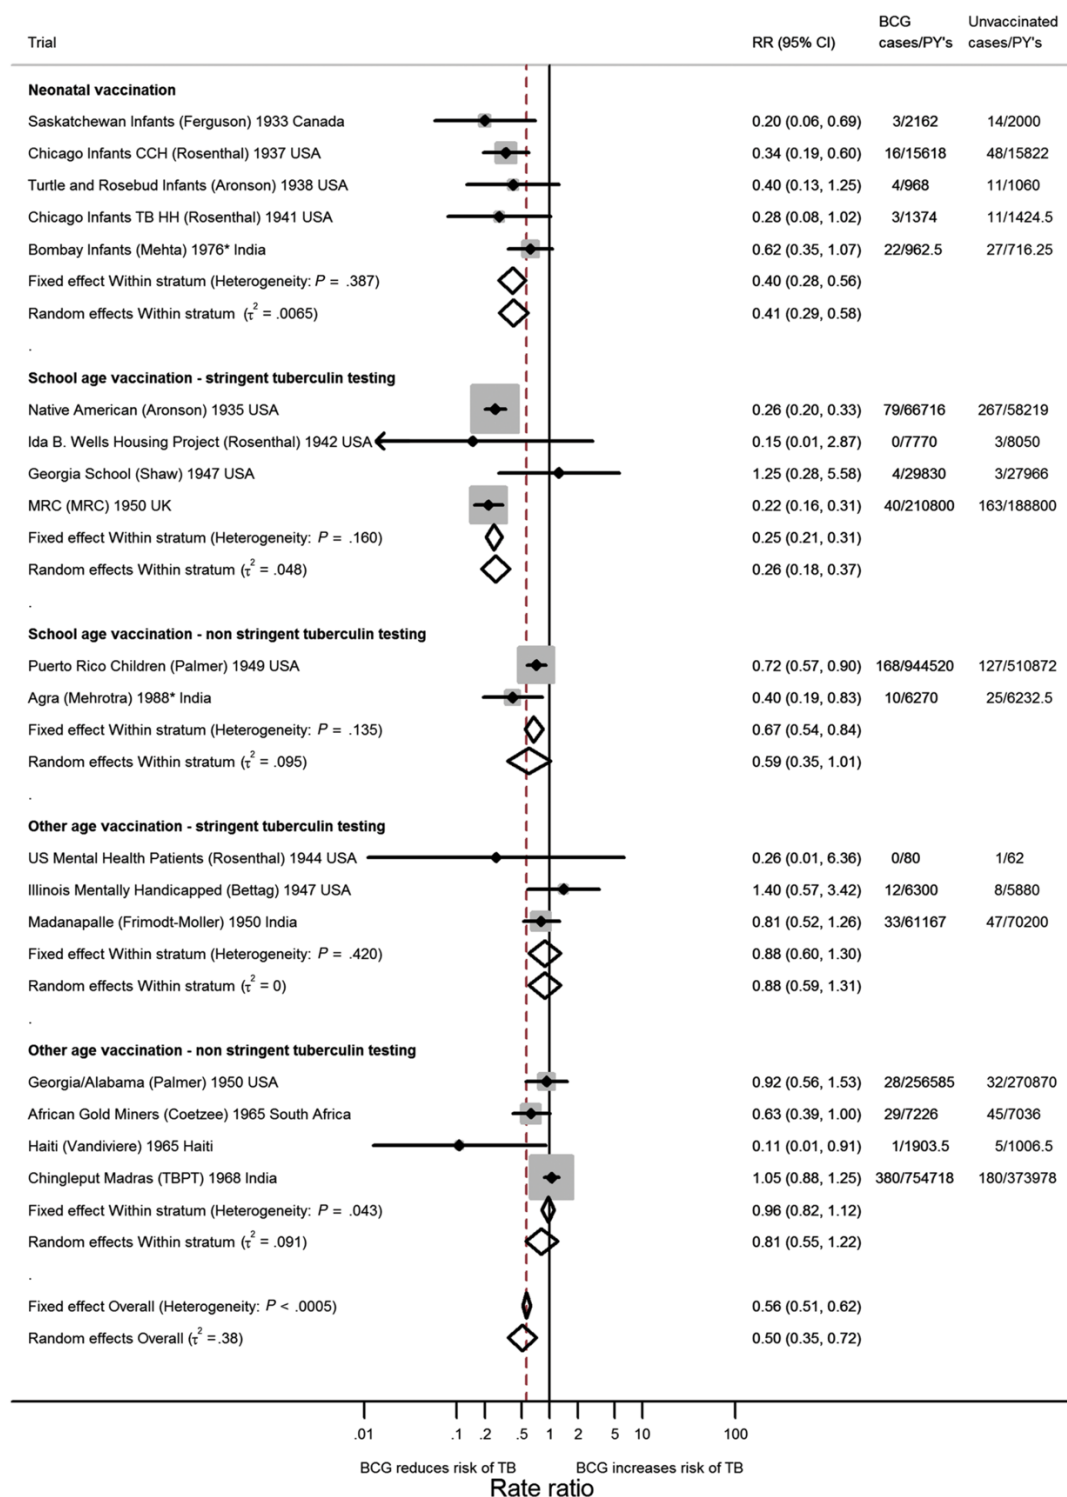 Trial RR (95% CI) BCG cases/PY's Unvaccinated cases/PY's
Neonatal vaccination
Saskatchewan Infants (Ferguson) 1933 Canada 0.20 (0.06, 0.69) 3/2162 14/2000
Chicago Infants CCH (Rosenthal) 1937 USA 0.34 (0.19, 0.60) 16/15618 48/15822
Turtle and Rosebud Infants (Aronson) 1938 USA 0.40 (0.13, 1.25) 4/968 11/1060
Chicago Infants TB HH (Rosenthal) 1941 USA 0.28 (0.08, 1.02) 3/1374 11/1424.5
Bombay Infants (Mehta) 1976* India 0.62 (0.35, 1.07) 22/962.5 27/716.25
Fixed effect Within stratum (Heterogeneity: P = .387) 0.40 (0.28, 0.56)
Random effects Within stratum (τ² = .0065) 0.41 (0.29, 0.58)
.
School age vaccination - stringent tuberculin testing
Native American (Aronson) 1935 USA 0.26 (0.20, 0.33) 79/66716 267/58219
Ida B. Wells Housing Project (Rosenthal) 1942 USA 0.15 (0.01, 2.87) 0/7770 3/8050
Georgia School (Shaw) 1947 USA 1.25 (0.28, 5.58) 4/29830 3/27966
MRC (MRC) 1950 UK 0.22 (0.16, 0.31) 40/210800 163/188800
Fixed effect Within stratum (Heterogeneity: P = .160) 0.25 (0.21, 0.31)
Random effects Within stratum (τ² = .048) 0.26 (0.18, 0.37)
.
School age vaccination - non stringent tuberculin testing
Puerto Rico Children (Palmer) 1949 USA 0.72 (0.57, 0.90) 168/944520 127/510872
Agra (Mehrotra) 1988* India 0.40 (0.19, 0.83) 10/6270 25/6232.5
Fixed effect Within stratum (Heterogeneity: P = .135) 0.67 (0.54, 0.84)
Random effects Within stratum (τ² = .095) 0.59 (0.35, 1.01)
.
Other age vaccination - stringent tuberculin testing
US Mental Health Patients (Rosenthal) 1944 USA 0.26 (0.01, 6.36) 0/80 1/62
Illinois Mentally Handicapped (Bettag) 1947 USA 1.40 (0.57, 3.42) 12/6300 8/5880
Madanapalle (Frimodt-Moller) 1950 India 0.81 (0.52, 1.26) 33/61167 47/70200
Fixed effect Within stratum (Heterogeneity: P = .420) 0.88 (0.60, 1.30)
Random effects Within stratum (τ² = 0) 0.88 (0.59, 1.31)
.
Other age vaccination - non stringent tuberculin testing
Georgia/Alabama (Palmer) 1950 USA 0.92 (0.56, 1.53) 28/256585 32/270870
African Gold Miners (Coetzee) 1965 South Africa 0.63 (0.39, 1.00) 29/7226 45/7036
Haiti (Vandiviere) 1965 Haiti 0.11 (0.01, 0.91) 1/1903.5 5/1006.5
Chingleput Madras (TBPT) 1968 India 1.05 (0.88, 1.25) 380/754718 180/373978
Fixed effect Within stratum (Heterogeneity: P = .043) 0.96 (0.82, 1.12)
Random effects Within stratum (τ² = .091) 0.81 (0.55, 1.22)
.
Fixed effect Overall (Heterogeneity: P < .0005) 0.56 (0.51, 0.62)
Random effects Overall (τ² =.38) 0.50 (0.35, 0.72)
.01 .1 .2 .5 1 2 5 10 100
BCG reduces risk of TB BCG increases risk of TB
Rate ratio